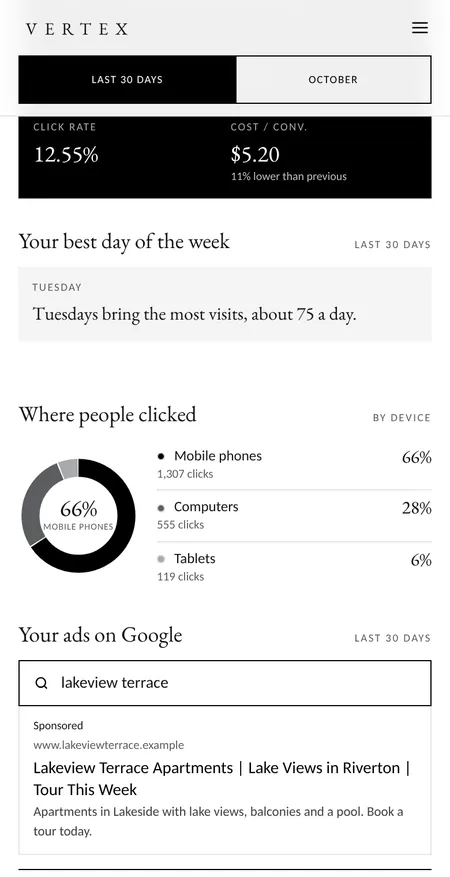 VERTEX
LAST 30 DAYS
OCTOBER
CLICK RATE
COST / CONV.
12.55%
$5.20
11% lower than previous
Your best day of the week
LAST 30 DAYS
TUESDAY
Tuesdays bring the most visits, about 75 a day.
Where people clicked
BY DEVICE
66%
MOBILE PHONES
Mobile phones
66%
1,307 clicks
Computers
28%
555 clicks
Tablets
6%
119 clicks
Your ads on Google
LAST 30 DAYS
lakeview terrace
Sponsored
www.lakeviewterrace.example
Lakeview Terrace Apartments | Lake Views in Riverton |
Tour This Week
Apartments in Lakeside with lake views, balconies and a pool. Book a
tour today.